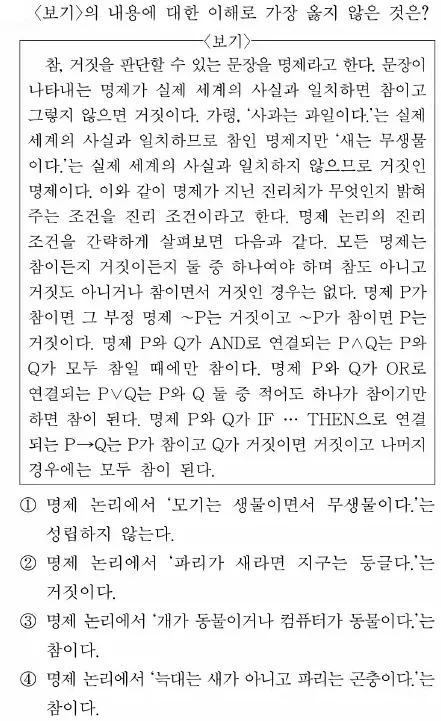 〈보기〉의 내용에 대한 이해로 가장 옳지 않은 것은?
〈보기〉
참, 거짓을 판단할 수 있는 문장을 명제라고 한다. 문장이
나타내는 명제가 실제 세계의 사실과 일치하면 참이고
그렇지 않으면 거짓이다. 가령, ‘사과는 과일이다.’는 실제
세계의 사실과 일치하므로 참인 명제지만 ‘새는 무생물
이다.’는 실제 세계의 사실과 일치하지 않으므로 거짓인
명제이다. 이와 같이 명제가 지닌 진리치가 무엇인지 밝혀
주는 조건을 진리 조건이라고 한다. 명제 논리의 진리
조건을 간략하게 살펴보면 다음과 같다. 모든 명제는
참이든지 거짓이든지 둘 중 하나여야 하며 참도 아니고
거짓도 아니거나 참이면서 거짓인 경우는 없다. 명제 P가
참이면 그 부정 명제 ~P는 거짓이고 ~P가 참이면 P는
거짓이다. 명제 P와 Q가 AND로 연결되는 P∧Q는 P와
Q가 모두 참일 때에만 참이다. 명제 P와 Q가 OR로
연결되는 P∨Q는 P와 Q 둘 중 적어도 하나가 참이기만
하면 참이 된다. 명제 P와 Q가 IF … THEN으로 연결
되는 P→Q는 P가 참이고 Q가 거짓이면 거짓이고 나머지
경우에는 모두 참이 된다.
① 명제 논리에서 ‘모기는 생물이면서 무생물이다.’는
성립하지 않는다.
② 명제 논리에서 ‘파리가 새라면 지구는 둥글다.’는
거짓이다.
③ 명제 논리에서 ‘개가 동물이거나 컴퓨터가 동물이다.’는
참이다.
④ 명제 논리에서 ‘늑대는 새가 아니고 파리는 곤충이다.’는
참이다.